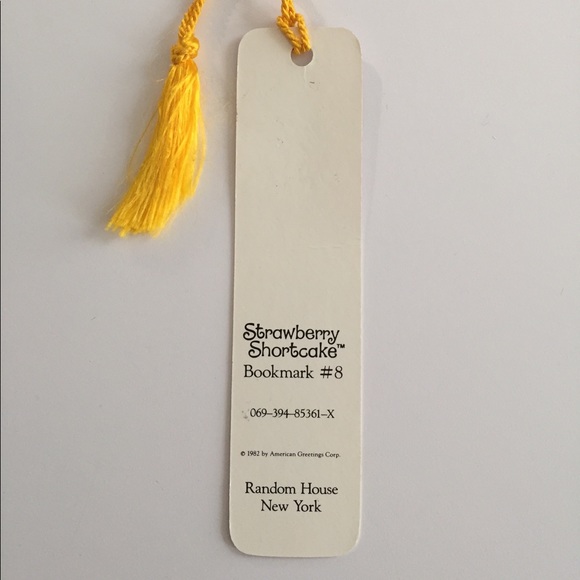 Strawberry
Shortcake™
Bookmark #8
069-394-85361-X
© 1982 by American Greetings Corp.
Random House
New York